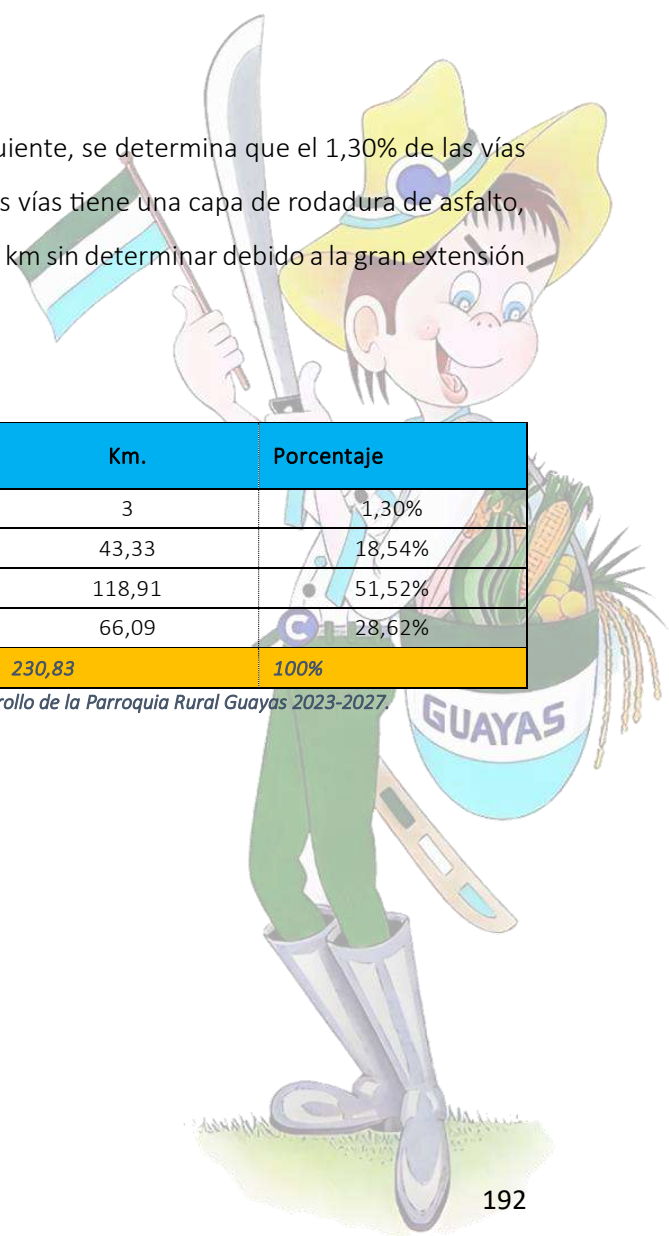 uiente, se determina que el 1,30% de las vías
s vías tiene una capa de rodadura de asfalto,
km sin determinar debido a la gran extensión
Km. Porcentaje
3 1,30%
43,33 18,54%
118,91 51,52%
66,09 28,62%
230,83 100%
rollo de la Parroquia Rural Guayas 2023-2027.
C
GUAYAS
192